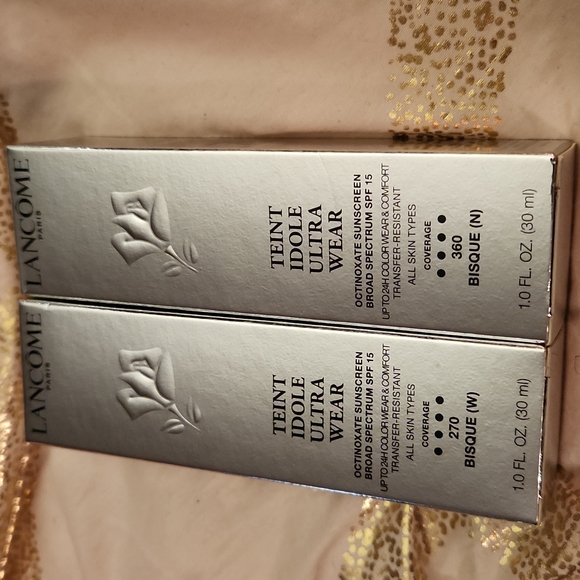 LANCÔME
PARIS
TEINT
IDOLE
ULTRA
WEAR
OCTINOXATE SUNSCREEN
BROAD SPECTRUM SPF 15
UP TO 24H COLOR WEAR & COMFORT
TRANSFER-RESISTANT
ALL SKIN TYPES
COVERAGE
360
BISQUE (N)
1.0 FL. OZ. (30 ml)
LANCÔME
PARIS
TEINT
IDOLE
ULTRA
WEAR
OCTINOXATE SUNSCREEN
BROAD SPECTRUM SPF 15
UP TO 24H COLOR WEAR & COMFORT
TRANSFER-RESISTANT
ALL SKIN TYPES
COVERAGE
270
BISQUE (W)
1.0 FL. OZ. (30 ml)